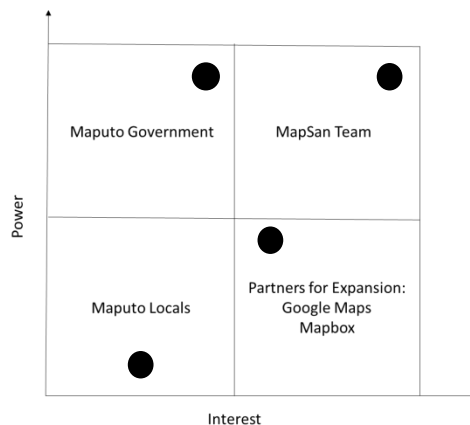 Maputo Government
MapSan Team
Power
Maputo Locals
Partners for Expansion:
Google Maps
Mapbox
Interest